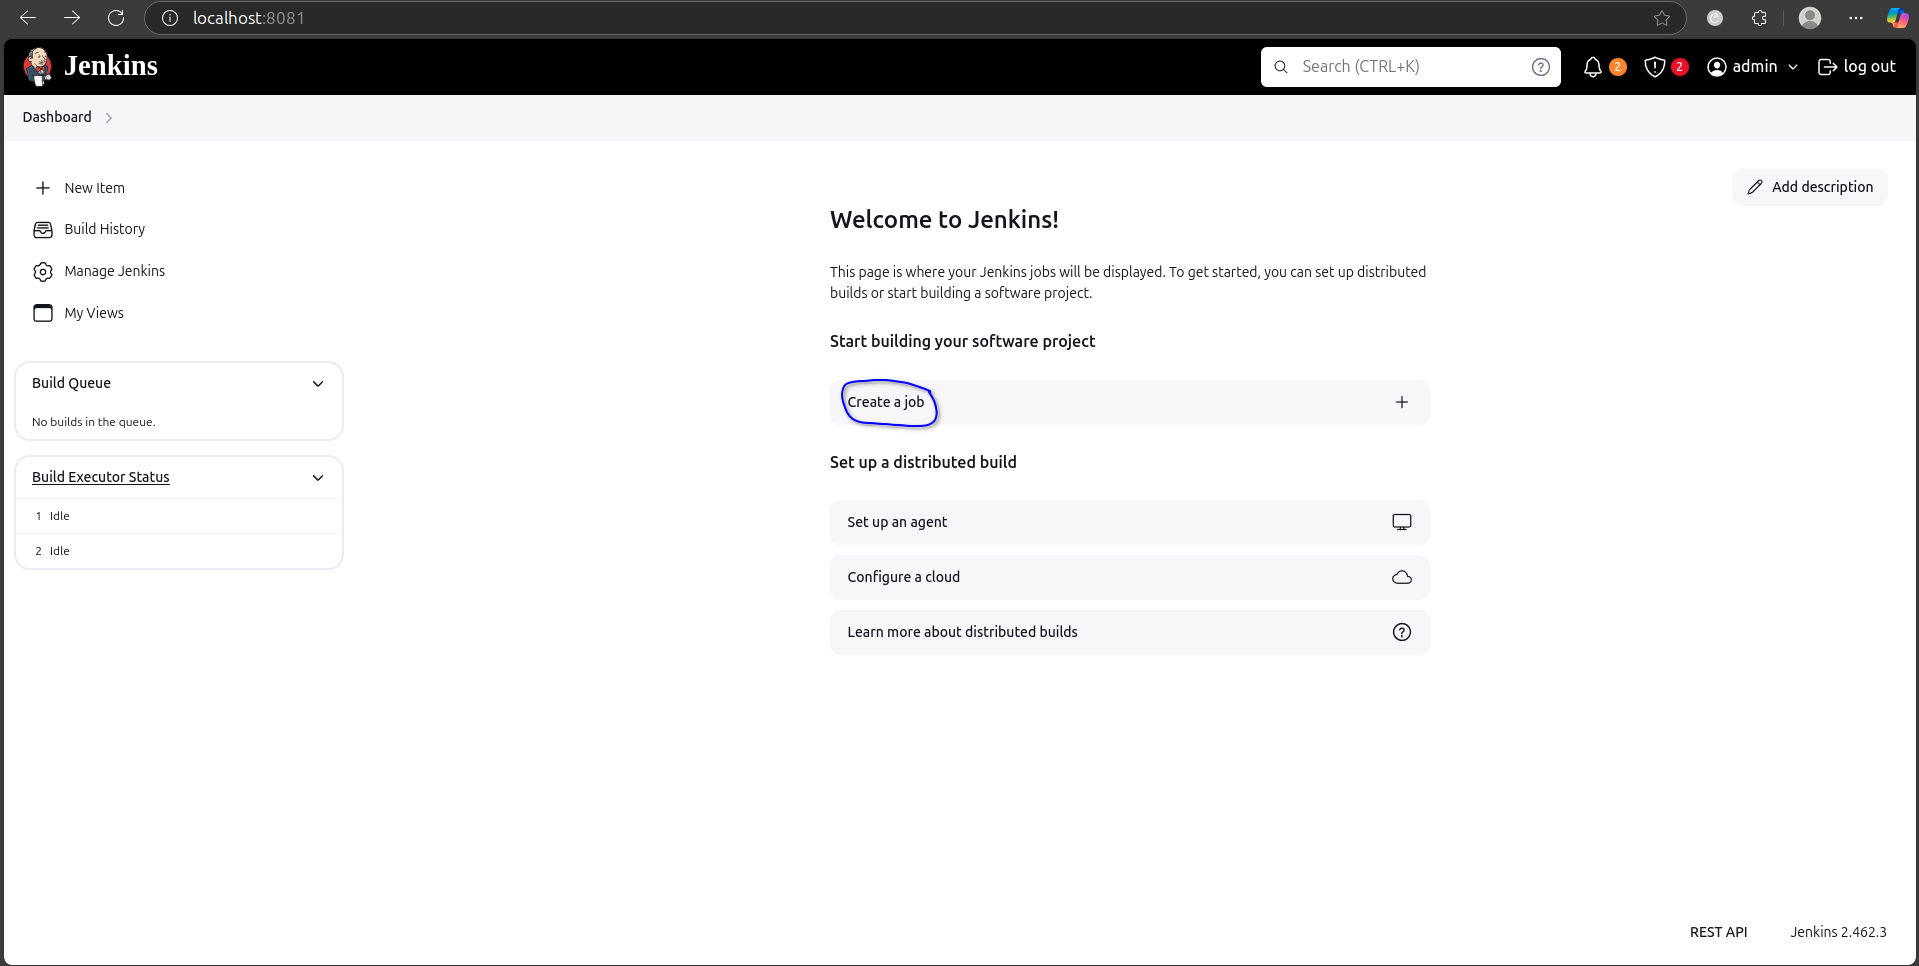 localhost:8081
Jenkins
Search (CTRL+K)
2
2
admin
log out
Dashboard
New Item
Build History
Manage Jenkins
My Views
Build Queue
No builds in the queue.
Build Executor Status
1 Idle
2 Idle
Add description
Welcome to Jenkins!
This page is where your Jenkins jobs will be displayed. To get started, you can set up distributed
builds or start building a software project.
Start building your software project
Create a job
Set up a distributed build
Set up an agent
Configure a cloud
Learn more about distributed builds
REST API
Jenkins 2.462.3